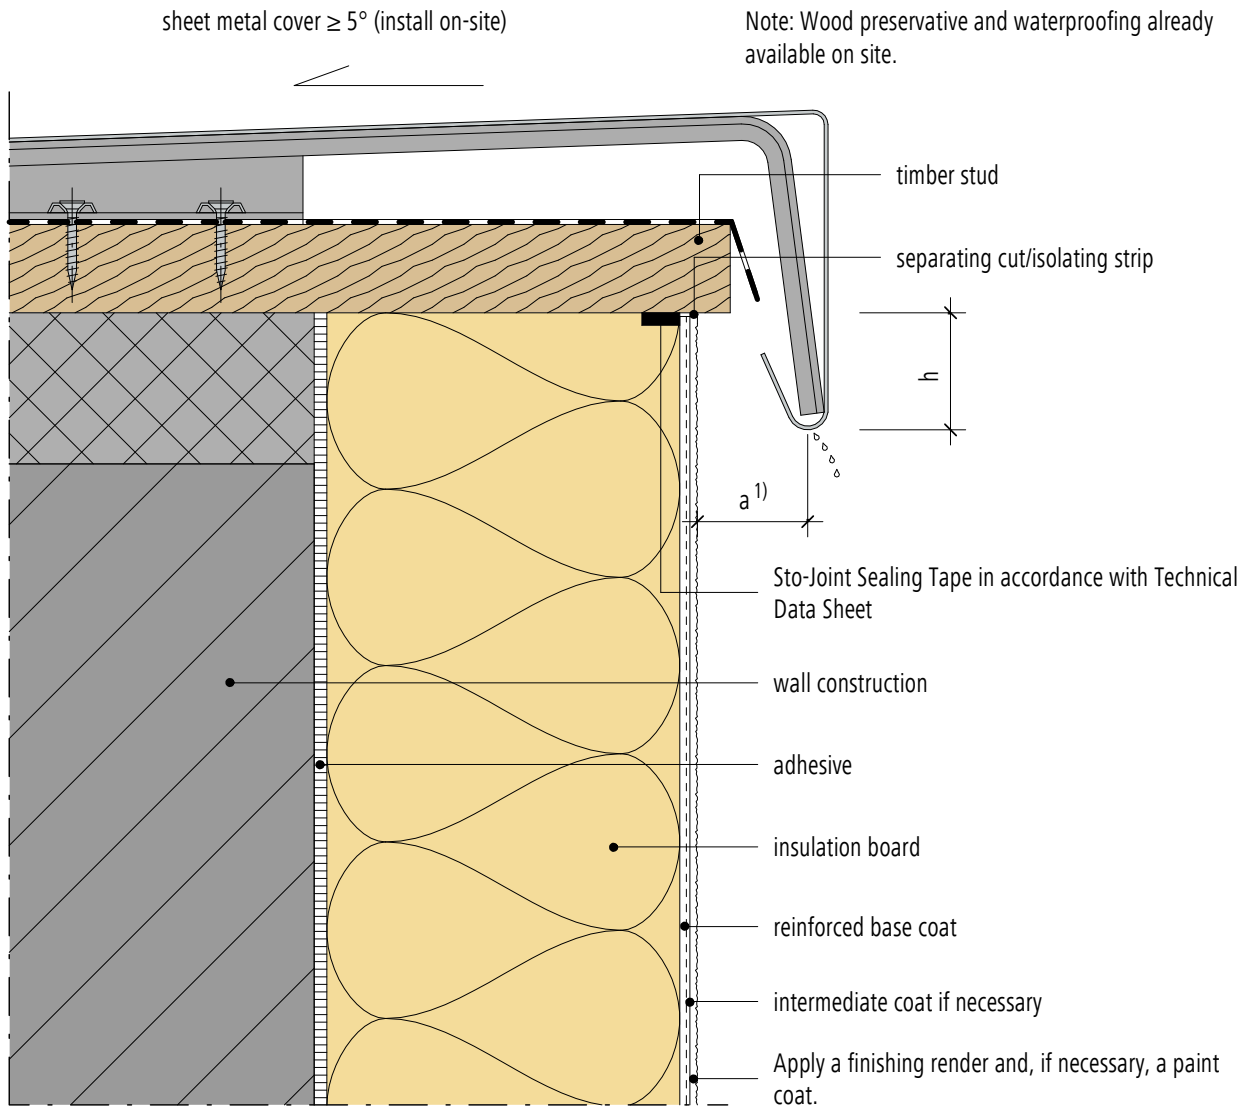 sheet metal cover ≥ 5° (install on-site)
Note: Wood preservative and waterproofing already
available on site.
timber stud
separating cut/isolating strip
h
a 1)
Sto-Joint Sealing Tape in accordance with Technical
Data Sheet
wall construction
adhesive
insulation board
reinforced base coat
intermediate coat if necessary
Apply a finishing render and, if necessary, a paint
coat.